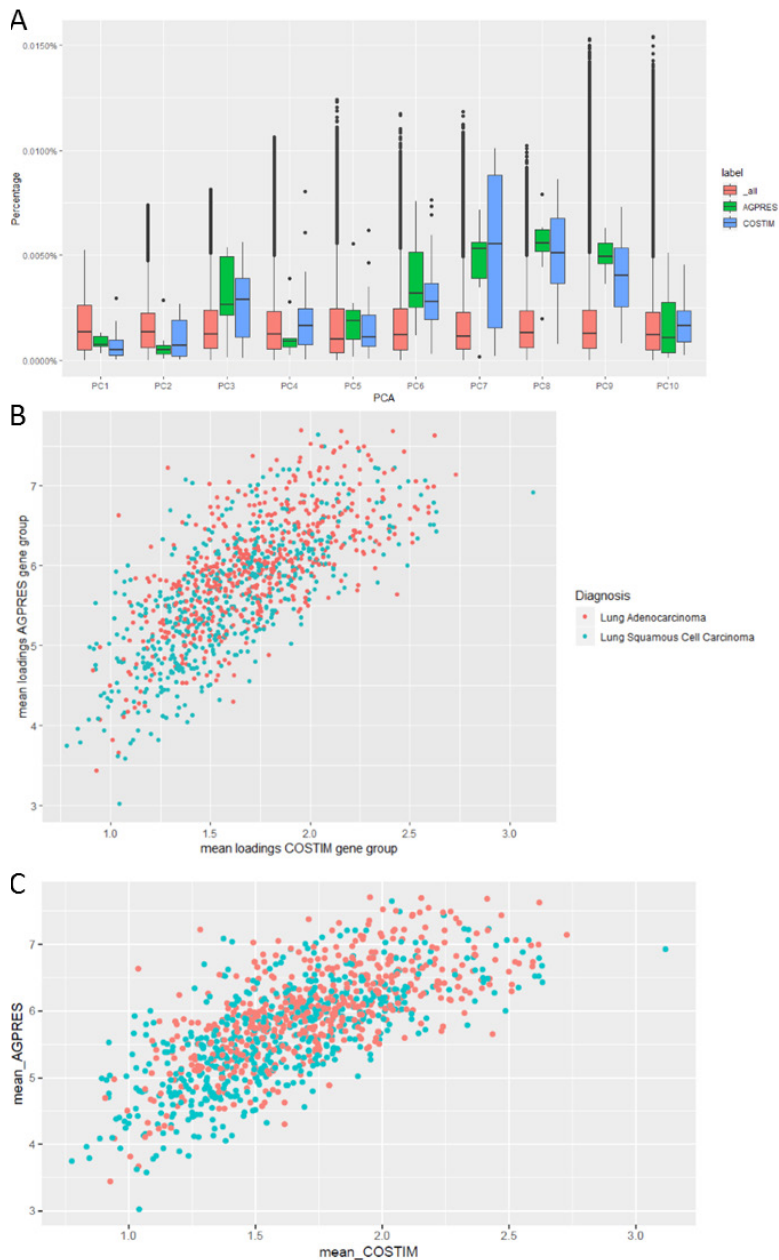 A
0.0150%
0.0100%
0.0050%
0.0000%
Percentage
PC1 PC2 PC3 PC4 PC5 PC6 PC7 PC8 PC9 PC10
PCA
label
_all
AGPRES
COSTIM
B
7
6
5
4
3
mean loadings AGPRES gene group
1.0 1.5 2.0 2.5 3.0
mean loadings COSTIM gene group
Diagnosis
Lung Adenocarcinoma
Lung Squamous Cell Carcinoma
C
7
6
5
4
3
mean_AGPRES
1.0 1.5 2.0 2.5 3.0
mean_COSTIM